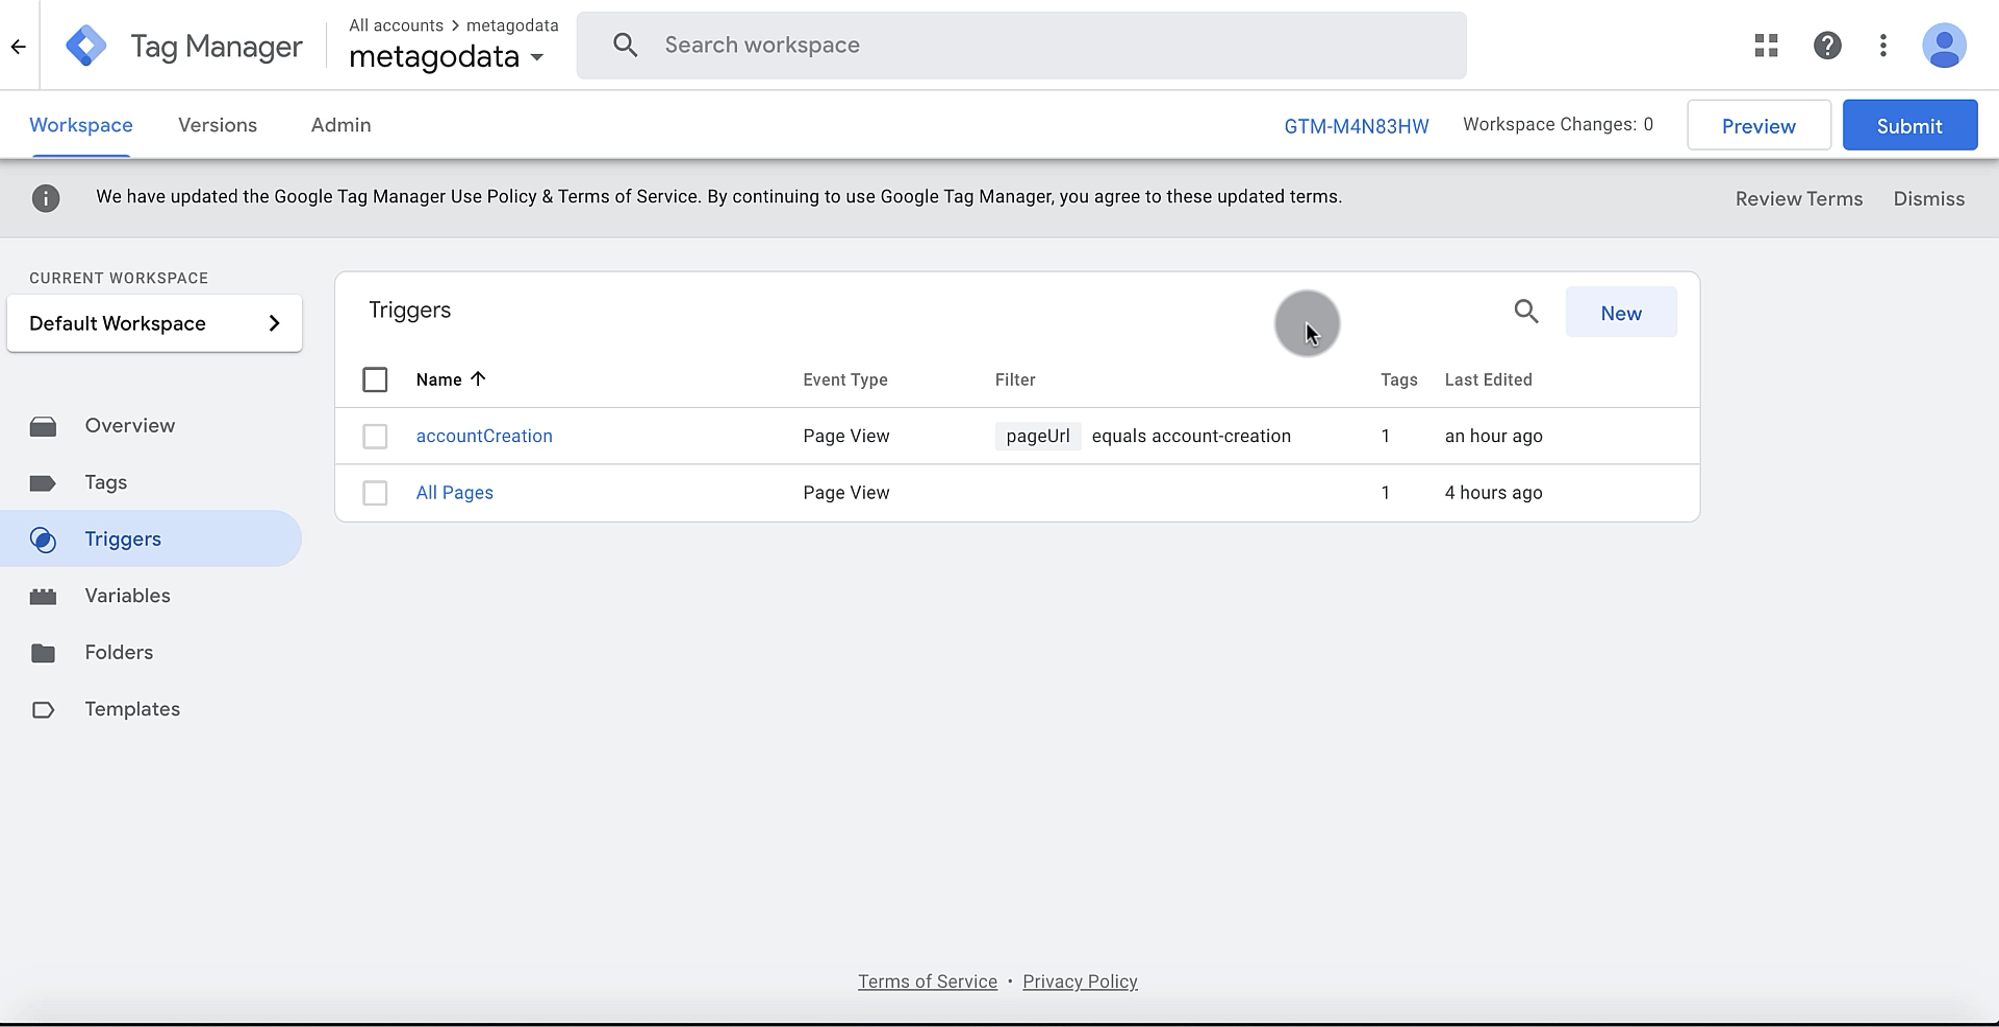 Tag Manager
All accounts > metagodata
metagodata
Search workspace
Workspace
Versions
Admin
GTM-M4N83HW
Workspace Changes: 0
Preview
Submit
We have updated the Google Tag Manager Use Policy & Terms of Service. By continuing to use Google Tag Manager, you agree to these updated terms.
Review Terms
Dismiss
CURRENT WORKSPACE
Default Workspace
Overview
Tags
Triggers
Variables
Folders
Templates
Triggers
New
Name Event Type Filter Tags Last Edited
accountCreation Page View pageUrl equals account-creation 1 an hour ago
All Pages Page View 1 4 hours ago
Terms of Service · Privacy Policy